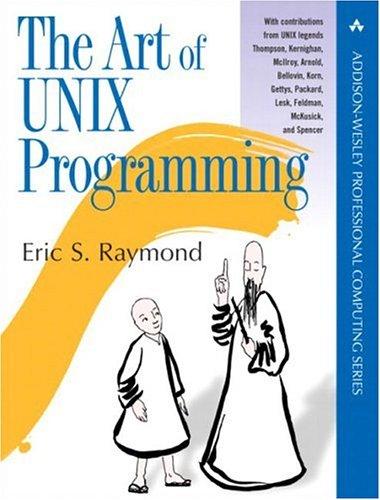 The Art of
UNIX
Programming
Eric S. Raymond
With contributions
from UNIX legends
Thompson, Kernighan,
McIlroy, Arnold,
Bellovin, Korn,
Gettys, Packard,
Lesk, Feldman,
McKusick,
and Spencer
ADDISON-WESLEY PROFESSIONAL COMPUTING SERIES